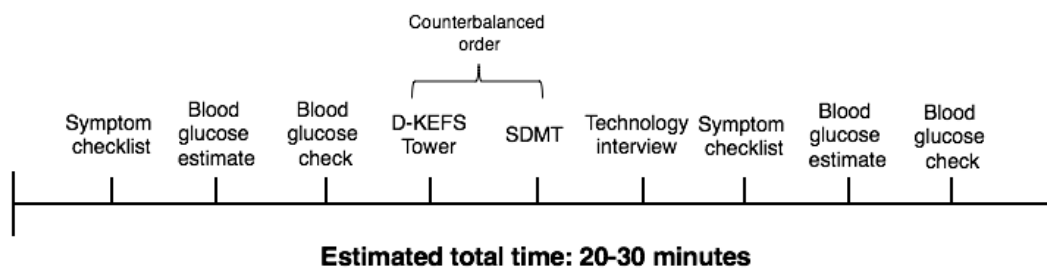 Counterbalanced
order
Symptom
checklist
Blood
glucose
estimate
Blood
glucose
check
D-KEFS
Tower
SDMT
Technology
interview
Symptom
checklist
Blood
glucose
estimate
Blood
glucose
check
Estimated total time: 20-30 minutes